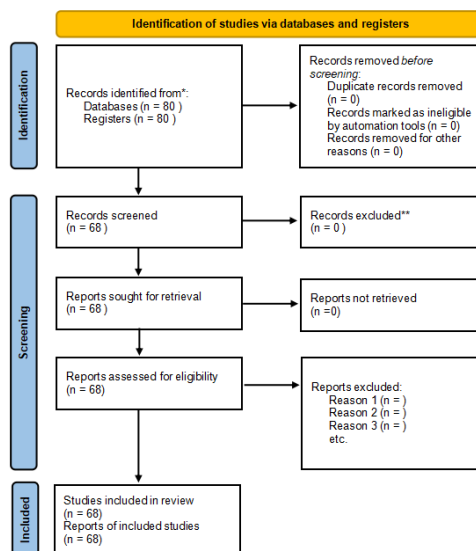 Identification of studies via databases and registers
Identification
Records identified from*:
Databases (n = 80 )
Registers (n = 80 )
Records removed before
screening:
Duplicate records removed
(n = 0)
Records marked as ineligible
by automation tools (n = 0)
Records removed for other
reasons (n = 0)
Screening
Records screened
(n = 68 )
Records excluded**
(n = 0 )
Reports sought for retrieval
(n = 68 )
Reports not retrieved
(n =0)
Reports assessed for eligibility
(n = 68)
Reports excluded:
Reason 1 (n = )
Reason 2 (n = )
Reason 3 (n = )
etc.
Included
Studies included in review
(n = 68)
Reports of included studies
(n = 68)